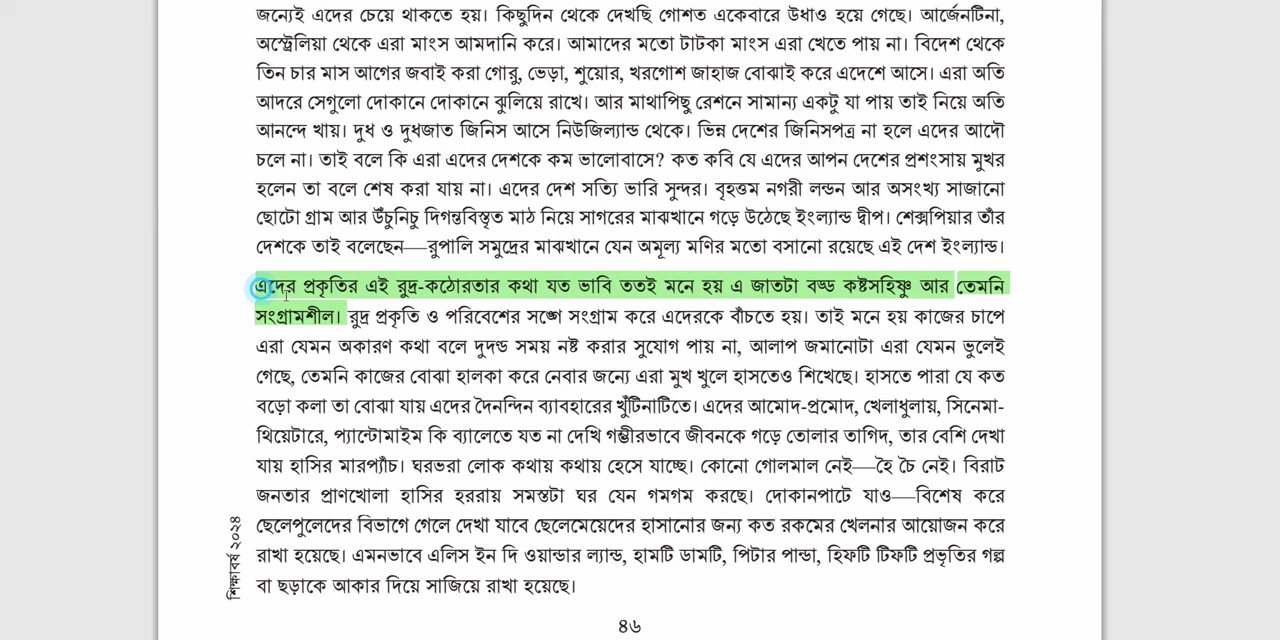 জন্যেই এদের চেয়ে থাকতে হয়। কিছুদিন থেকে দেখছি গোশত একেবারে উধাও হয়ে গেছে। আর্জেনটিনা,
অস্ট্রেলিয়া থেকে এরা মাংস আমদানি করে। আমাদের মতো টাটকা মাংস এরা খেতে পায় না। বিদেশ থেকে
তিন চার মাস আগের জবাই করা গোরু, ভেড়া, শুয়োর, খরগোশ জাহাজ বোঝাই করে এদেশে আসে। এরা অতি
আদরে সেগুলো দোকানে দোকানে ঝুলিয়ে রাখে। আর মাথাপিছু রেশনে সামান্য একটু যা পায় তাই নিয়ে অতি
আনন্দে খায়। দুধ ও দুধজাত জিনিস আসে নিউজিল্যান্ড থেকে। ভিন্ন দেশের জিনিসপত্র না হলে এদের আদৌ
চলে না। তাই বলে কি এরা এদের দেশকে কম ভালোবাসে? কত কবি যে এদের আপন দেশের প্রশংসায় মুখর
হলেন তা বলে শেষ করা যায় না। এদের দেশ সত্যি ভারি সুন্দর। বৃহত্তম নগরী লন্ডন আর অসংখ্য সাজানো
ছোটো গ্রাম আর উঁচুনিচু দিগন্তবিস্তৃত মাঠ নিয়ে সাগরের মাঝখানে গড়ে উঠেছে ইংল্যান্ড দ্বীপ। শেক্সপিয়ার তাঁর
দেশকে তাই বলেছেন—রুপালি সমুদ্রের মাঝখানে যেন অমূল্য মণির মতো বসানো রয়েছে এই দেশ ইংল্যান্ড।
এদের প্রকৃতির এই রুদ্র-কঠোরতার কথা যত ভাবি ততই মনে হয় এ জাতটা বড্ড কষ্টসহিষ্ণু আর তেমনি
সংগ্রামশীল। রুদ্র প্রকৃতি ও পরিবেশের সঙ্গে সংগ্রাম করে এদেরকে বাঁচতে হয়। তাই মনে হয় কাজের চাপে
এরা যেমন অকারণ কথা বলে দুদন্ড সময় নষ্ট করার সুযোগ পায় না, আলাপ জমানোটা এরা যেমন ভুলেই
গেছে, তেমনি কাজের বোঝা হালকা করে নেবার জন্যে এরা মুখ খুলে হাসতেও শিখেছে। হাসতে পারা যে কত
বড়ো কলা তা বোঝা যায় এদের দৈনন্দিন ব্যাবহারের খুঁটিনাটিতে। এদের আমোদ-প্রমোদ, খেলাধুলায়, সিনেমা-
থিয়েটারে, প্যান্টোমাইম কি ব্যালেতে যত না দেখি গম্ভীরভাবে জীবনকে গড়ে তোলার তাগিদ, তার বেশি দেখা
যায় হাসির মারপ্যাঁচ। ঘরভরা লোক কথায় কথায় হেসে যাচ্ছে। কোনো গোলমাল নেই—হৈ চৈ নেই। বিরাট
জনতার প্রাণখোলা হাসির হররায় সমস্তটা ঘর যেন গমগম করছে। দোকানপাটে যাও—বিশেষ করে
ছেলেপুলেদের বিভাগে গেলে দেখা যাবে ছেলেমেয়েদের হাসানোর জন্য কত রকমের খেলনার আয়োজন করে
রাখা হয়েছে। এমনভাবে এলিস ইন দি ওয়ান্ডার ল্যান্ড, হামটি ডামটি, পিটার পান্ডা, হিফটি টিফটি প্রভৃতির গল্প
বা ছড়াকে আকার দিয়ে সাজিয়ে রাখা হয়েছে।
৪৬
শিক্ষাবর্ষ ২০২৪